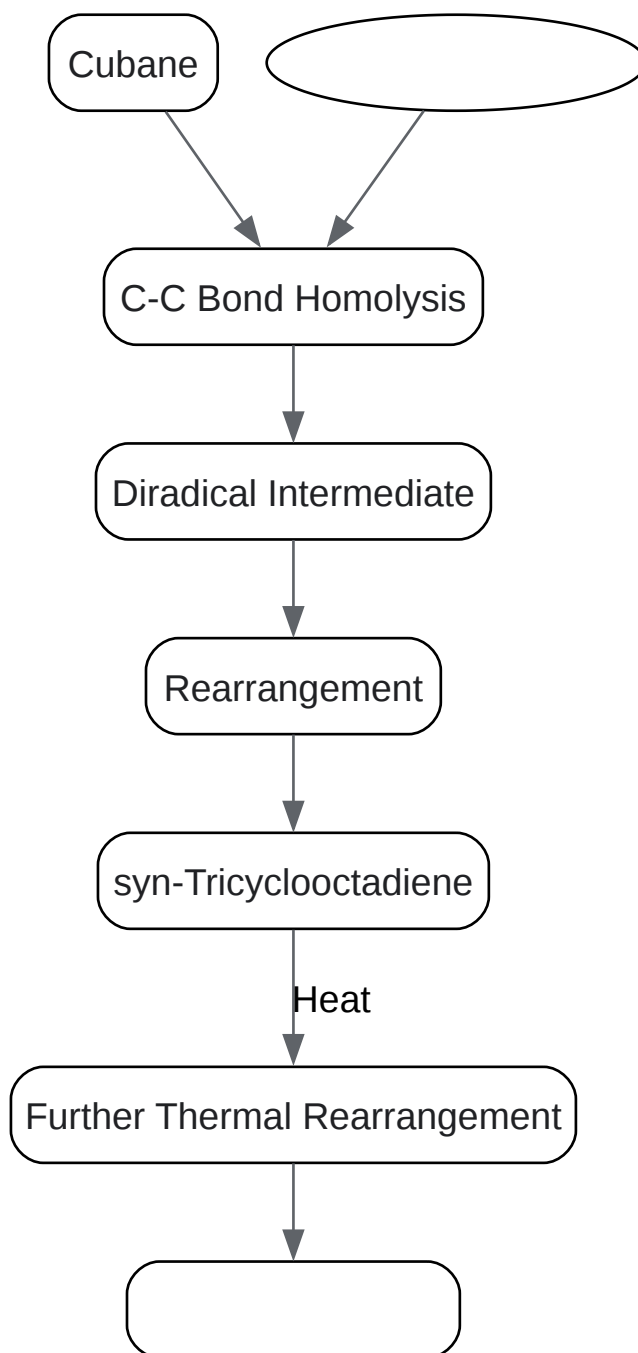 Cubane
C-C Bond Homolysis
Diradical Intermediate
Rearrangement
syn-Tricyclooctadiene
Heat
Further Thermal Rearrangement